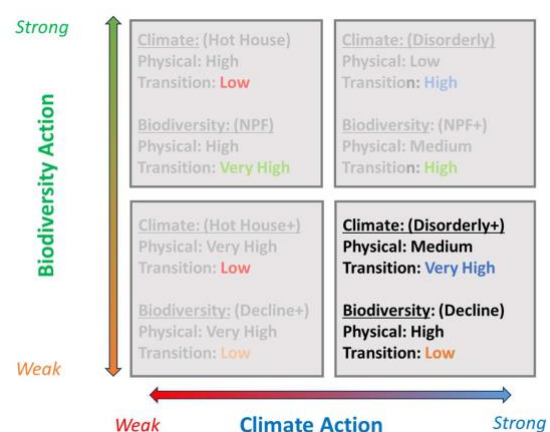 Strong
Biodiversity Action
Weak
Climate: (Hot House)
Physical: High
Transition: Low
Biodiversity: (NPF)
Physical: High
Transition: Very High
Climate: (Disorderly)
Physical: Low
Transition: High
Biodiversity: (NPF+)
Physical: Medium
Transition: High
Climate: (Hot House+)
Physical: Very High
Transition: Low
Biodiversity: (Decline+)
Physical: Very High
Transition: Low
Climate: (Disorderly+)
Physical: Medium
Transition: Very High
Biodiversity: (Decline)
Physical: High
Transition: Low
Weak
Climate Action
Strong